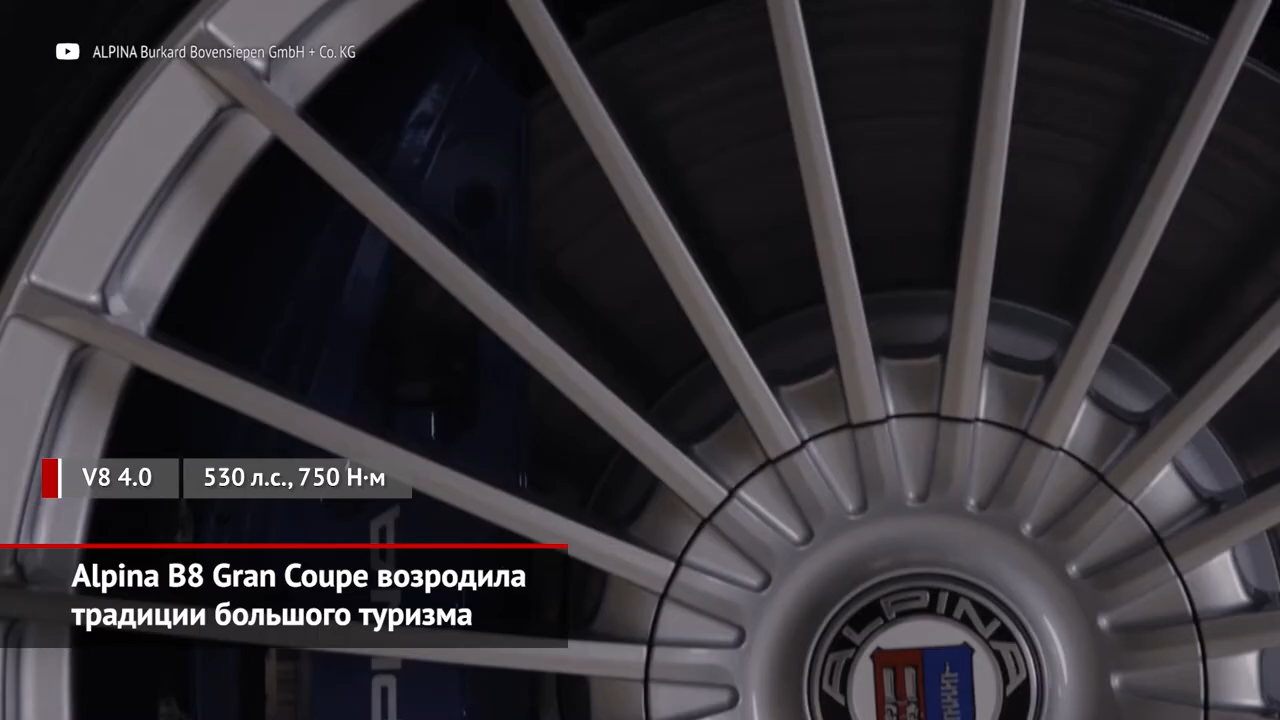 ALPINA Burkard Bovensiepen GmbH + Co. KG
V8 4.0
530 л.с., 750 Н·м
Alpina B8 Gran Coupe возродила
традиции большого туризма
ALPINA